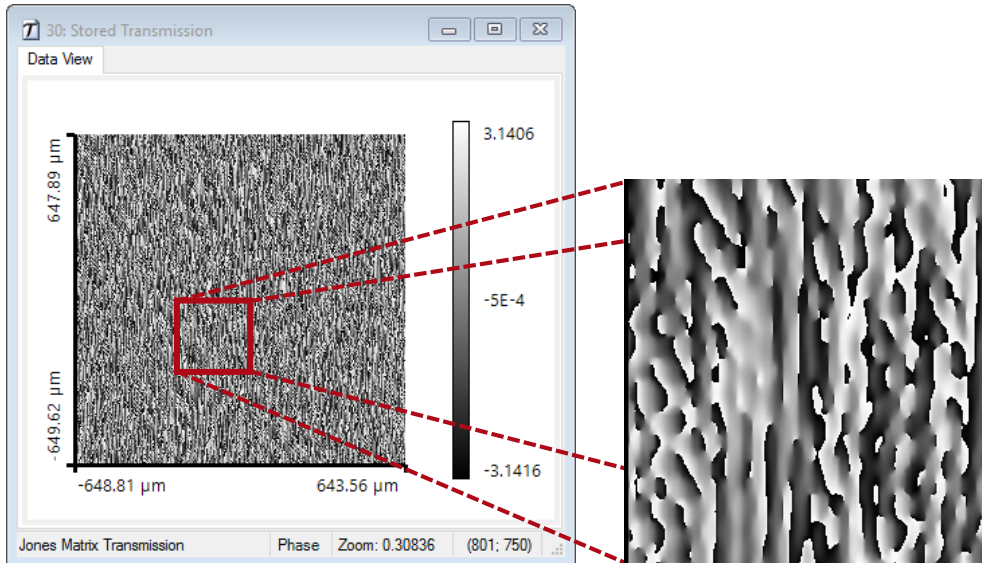 30: Stored Transmission
Data View
3.1406
647.89 µm
-5E-4
-649.62 µm
-3.1416
-648.81 µm
643.56 µm
Jones Matrix Transmission
Phase
Zoom: 0.30836
(801; 750)